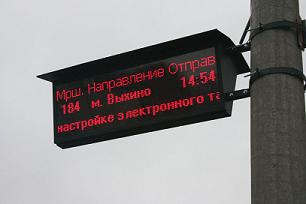 Мрш. Направление Отправ
184 м. Выхино 14:54
настройке электронного та